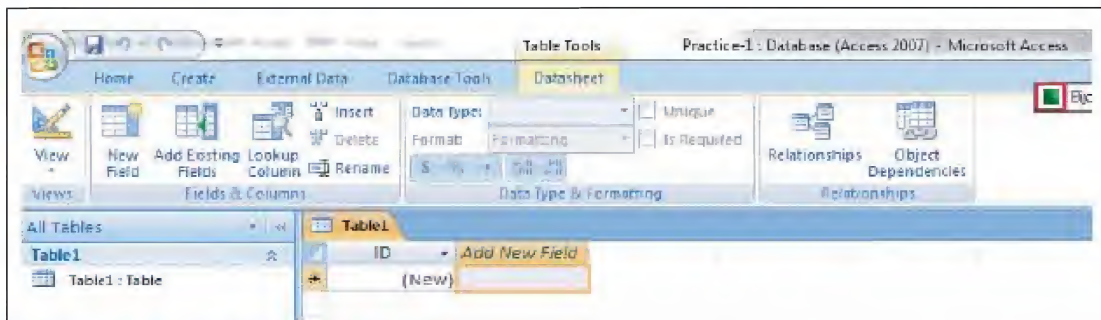 Table Tools Practice-1 : Database (Access 2007) - Microsoft Access
Home Create External Data Database Tools Datasheet
View
New Field
Add Existing Fields
Lookup Column
Insert
Delete
Rename
Data Type:
Format: Formatting
$ %
Unique
Is Required
Relationships
Object Dependencies
Views Fields & Columns Data Type & Formatting Relationships
All Tables
Table1
Table1 : Table
Table1
ID Add New Field
(New)